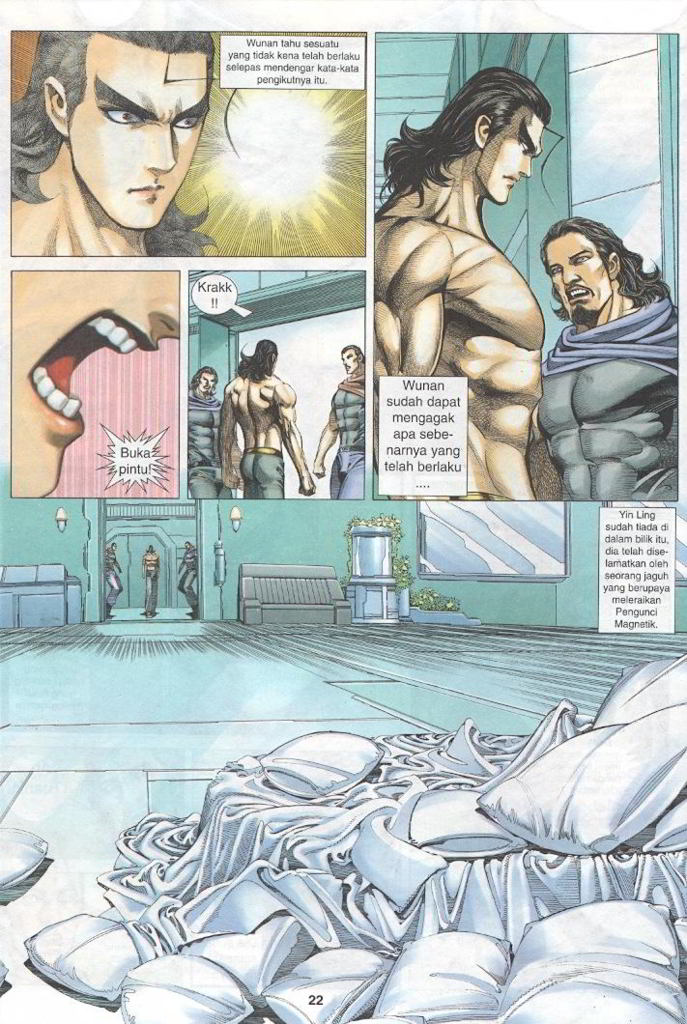 Wunan tahu sesuatu
yang tidak kena telah berlaku
selepas mendengar kata-kata
pengikutnya itu.
Wunan
sudah dapat
mengagak
apa sebe-
narnya yang
telah berlaku
....
Buka
pintu!
Krakk
!!
Yin Ling
sudah tiada di
dalam bilik itu,
dia telah dise-
lamatkan oleh
seorang jaguh
yang berupaya
meleraikan
Pengunci
Magnetik.
22